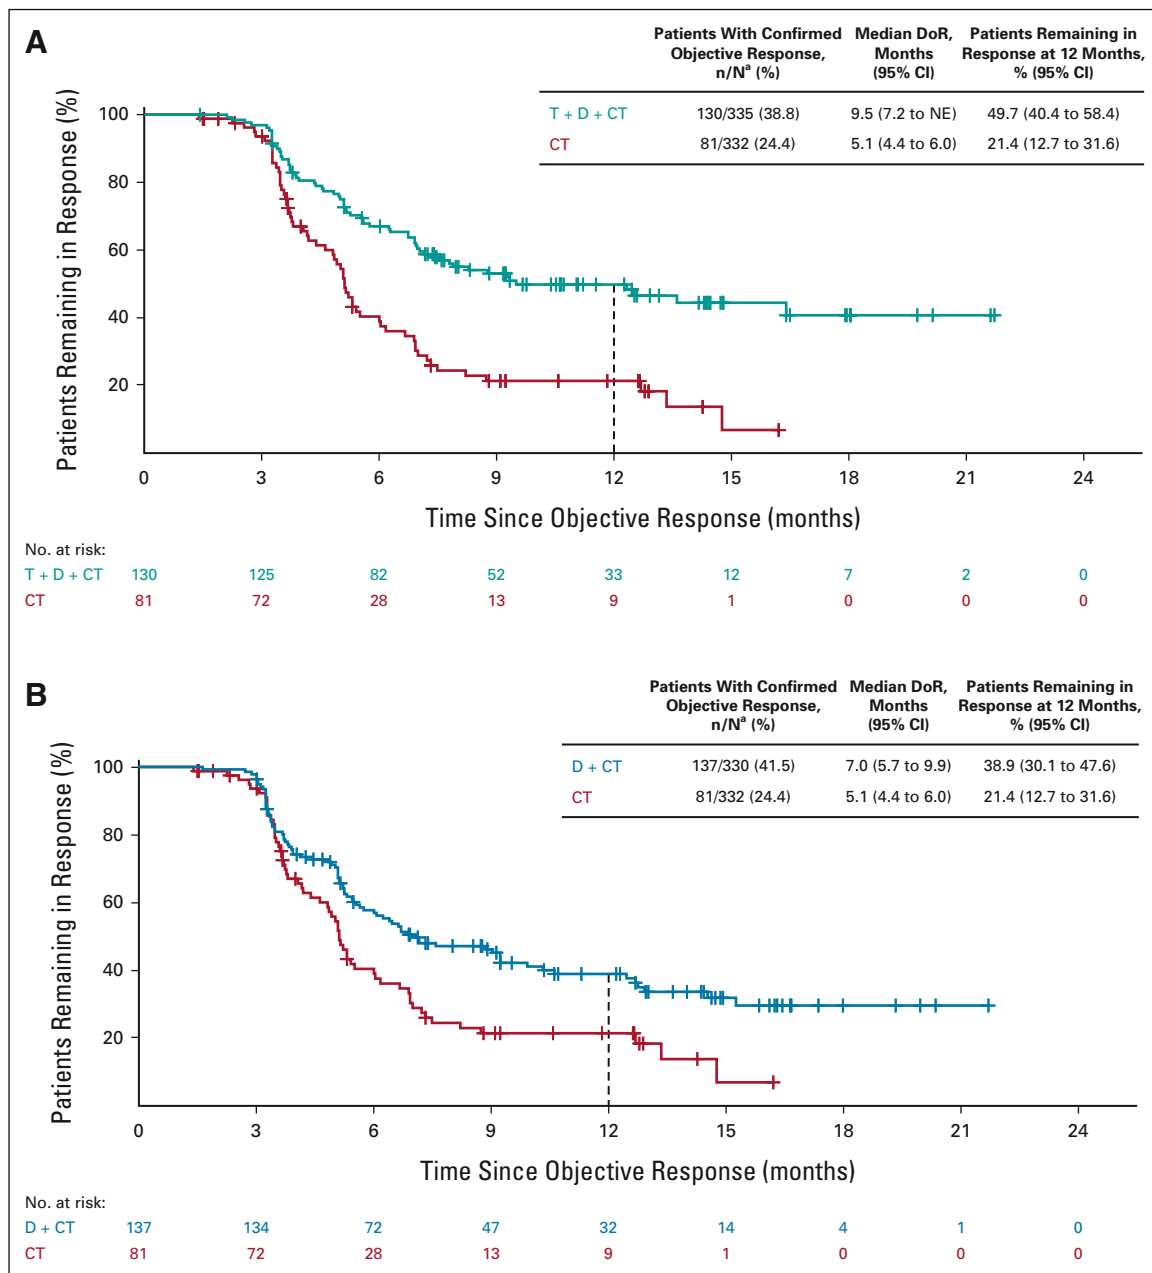 A
Patients With Confirmed Objective Response, n/Nᵃ (%) Median DoR, Months (95% CI) Patients Remaining in Response at 12 Months, % (95% CI)
T + D + CT 130/335 (38.8) 9.5 (7.2 to NE) 49.7 (40.4 to 58.4)
CT 81/332 (24.4) 5.1 (4.4 to 6.0) 21.4 (12.7 to 31.6)
Patients Remaining in Response (%)
100
80
60
40
20
0 3 6 9 12 15 18 21 24
Time Since Objective Response (months)
No. at risk:
T + D + CT 130 125 82 52 33 12 7 2 0
CT 81 72 28 13 9 1 0 0 0
B
Patients With Confirmed Objective Response, n/Nᵃ (%) Median DoR, Months (95% CI) Patients Remaining in Response at 12 Months, % (95% CI)
D + CT 137/330 (41.5) 7.0 (5.7 to 9.9) 38.9 (30.1 to 47.6)
CT 81/332 (24.4) 5.1 (4.4 to 6.0) 21.4 (12.7 to 31.6)
Patients Remaining in Response (%)
100
80
60
40
20
0 3 6 9 12 15 18 21 24
Time Since Objective Response (months)
No. at risk:
D + CT 137 134 72 47 32 14 4 1 0
CT 81 72 28 13 9 1 0 0 0